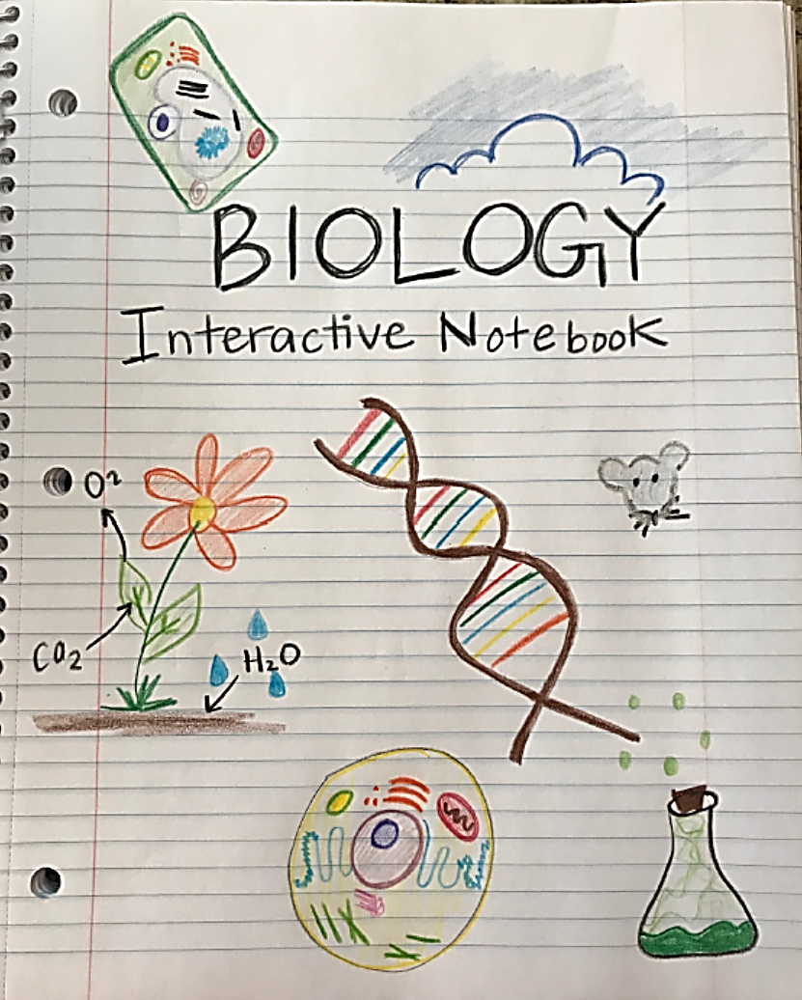 BIOLOGY
Interactive Notebook
O²
CO₂
H₂O